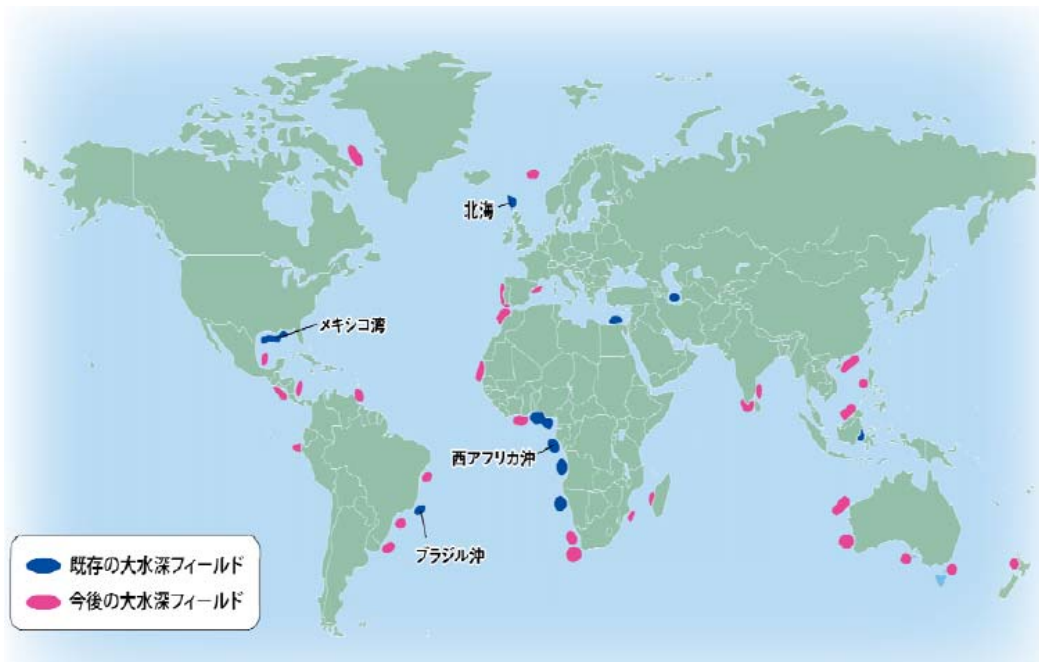 北海
メキシコ湾
西アフリカ沖
ブラジル沖
既存の大水深フィールド
今後の大水深フィールド